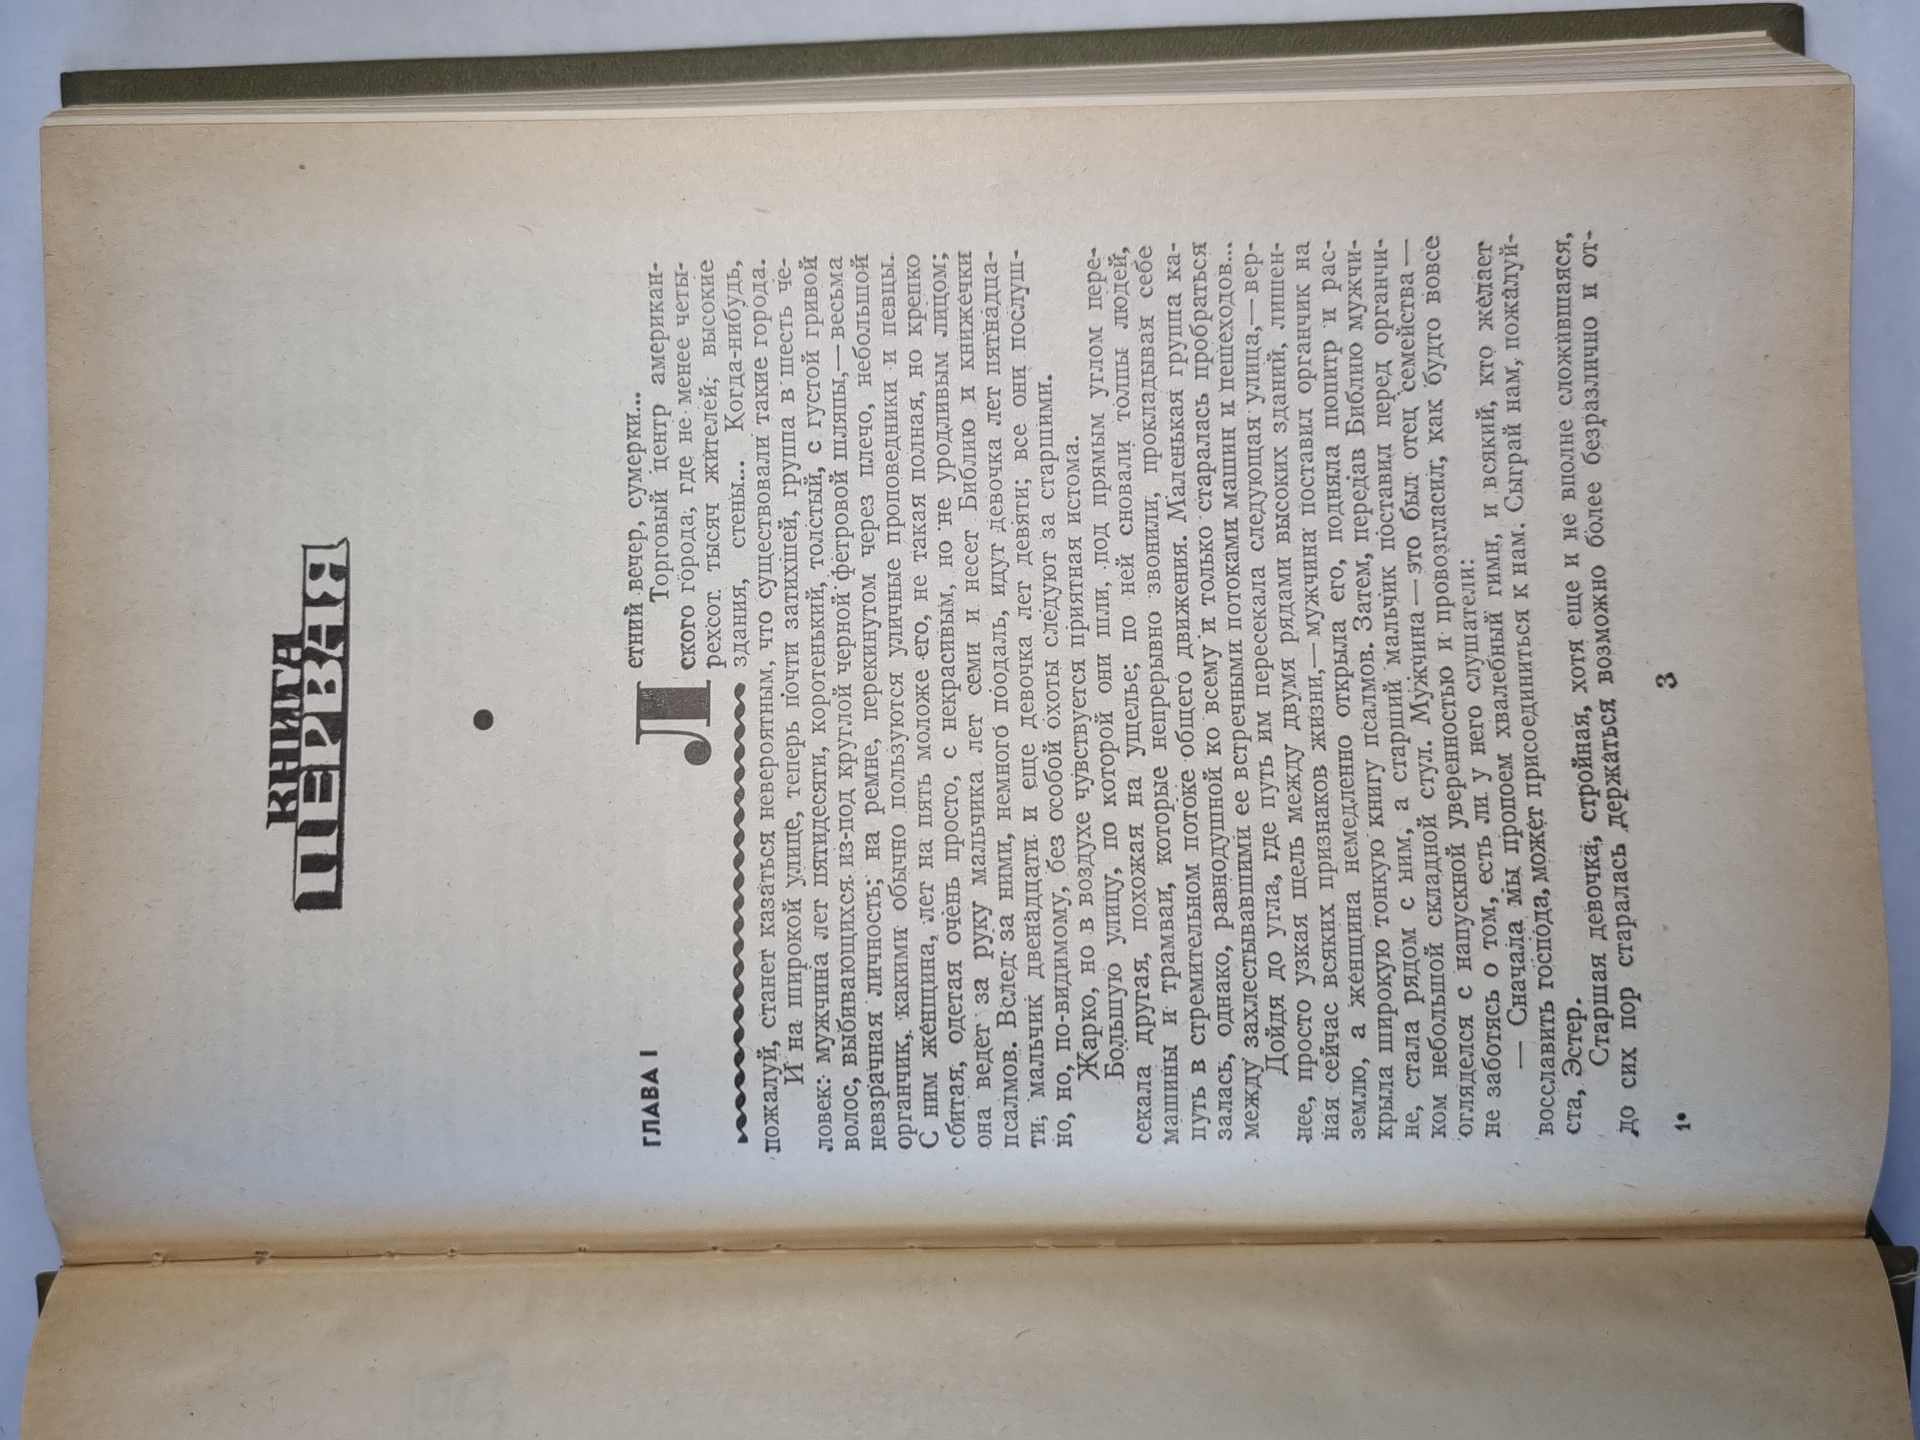 КНИГА
ПЕРВАЯ
ГЛАВА I
Летний вечер, сумерки...
Торговый центр американ-
ского города, где не менее четы-
рехсот тысяч жителей, высокие
здания, стены... Когда-нибудь,
пожалуй, станет казаться невероятным, что существовали такие города.
И на широкой улице, теперь почти затихшей, группа в шесть че-
ловек: мужчина лет пятидесяти, коротенький, толстый, с густой гривой
волос, выбивающихся из-под круглой черной фетровой шляпы,—весьма
невзрачная личность; на ремне, перекинутом через плечо, небольшой
органчик, какими обычно пользуются уличные проповедники и певцы.
С ним женщина, лет на пять моложе его, не такая полная, но крепко
сбитая, одетая очень просто, с некрасивым, но не уродливым лицом;
она ведет за руку мальчика лет семи и несет Библию и книжечки
псалмов. Вслед за ними, немного поодаль, идут девочка лет пятнадца-
ти, мальчик двенадцати и еще девочка лет девяти; все они послуш-
но, но, по-видимому, без особой охоты следуют за старшими.
Жарко, но в воздухе чувствуется приятная истома.
Большую улицу, по которой они шли, под прямым углом пере-
секала другая, похожая на ущелье; по ней сновали толпы людей,
машины и трамваи, которые непрерывно звонили, прокладывая себе
путь в стремительном потоке общего движения. Маленькая группа ка-
залась, однако, равнодушной ко всему и только старалась пробраться
между захлестывавшими ее встречными потоками машин и пешеходов...
Дойдя до угла, где путь им пересекала следующая улица,—вер-
нее, просто узкая щель между двумя рядами высоких зданий, лишен-
ная сейчас всяких признаков жизни,— мужчина поставил органчик на
землю, а женщина немедленно открыла его, подняла пюпитр и рас-
крыла широкую тонкую книгу псалмов. Затем, передав Библию мужчи-
не, стала рядом с ним, а старший мальчик поставил перед органчи-
ком небольшой складной стул. Мужчина—это был отец семейства—
огляделся с напускной уверенностью и провозгласил, как будто вовсе
не заботясь о том, есть ли у него слушатели:
— Сначала мы пропоем хвалебный гимн, и всякий, кто желает
восславить господа, может присоединиться к нам. Сыграй нам, пожалуй-
ста, Эстер.
Старшая девочка, стройная, хотя еще и не вполне сложившаяся,
до сих пор старалась держаться возможно более безразлично и от-
1•
3